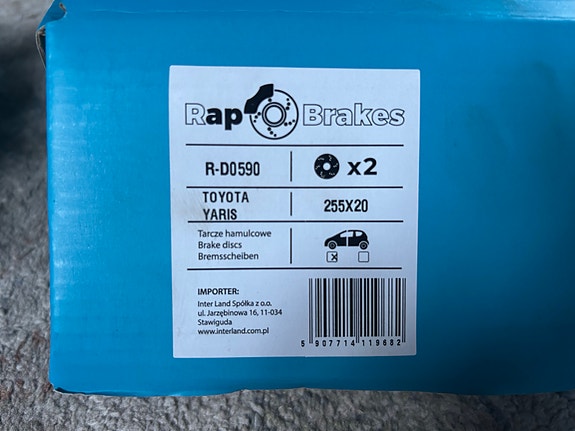 Rap Brakes
R-D0590 x2
TOYOTA
YARIS
255X20
Tarcze hamulcowe
Brake discs
Bremsscheiben
X
IMPORTER:
Inter Land Spółka z o.o.
ul. Jarzębinowa 16, 11-034
Stawiguda
www.interland.com.pl
5 907714 119682